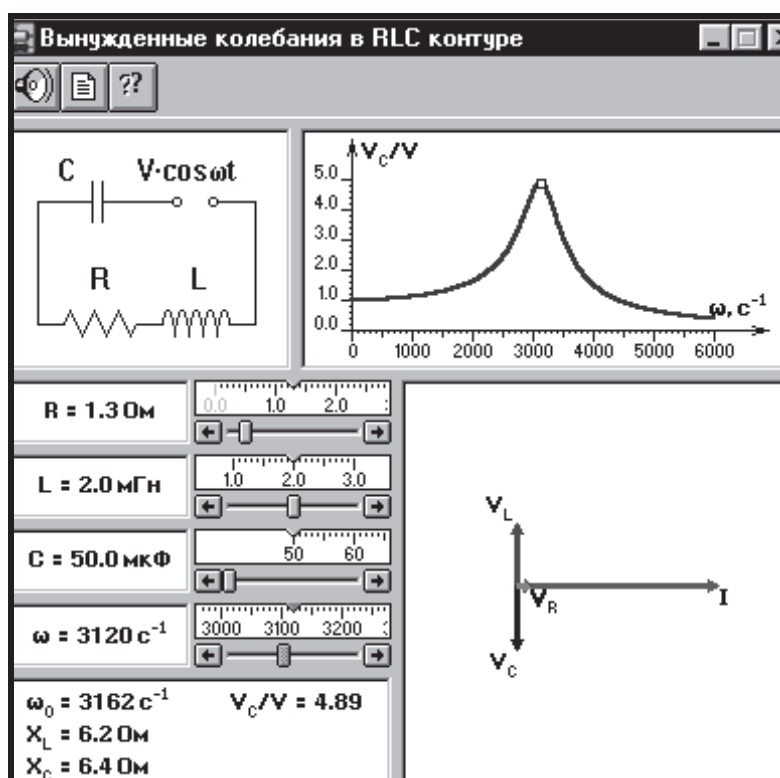 Вынужденные колебания в RLC контуре
??
C V·cosωt
R L
V_C/V
5.0
4.0
3.0
2.0
1.0
0.0
ω, с⁻¹
0 1000 2000 3000 4000 5000 6000
R = 1.3 Ом
0.0 1.0 2.0
L = 2.0 мГн
1.0 2.0 3.0
C = 50.0 мкФ
50 60
ω = 3120 с⁻¹
3000 3100 3200
V_L
V_R
I
V_C
ω₀ = 3162 с⁻¹ V_C/V = 4.89
X_L = 6.2 Ом
X_C = 6.4 Ом